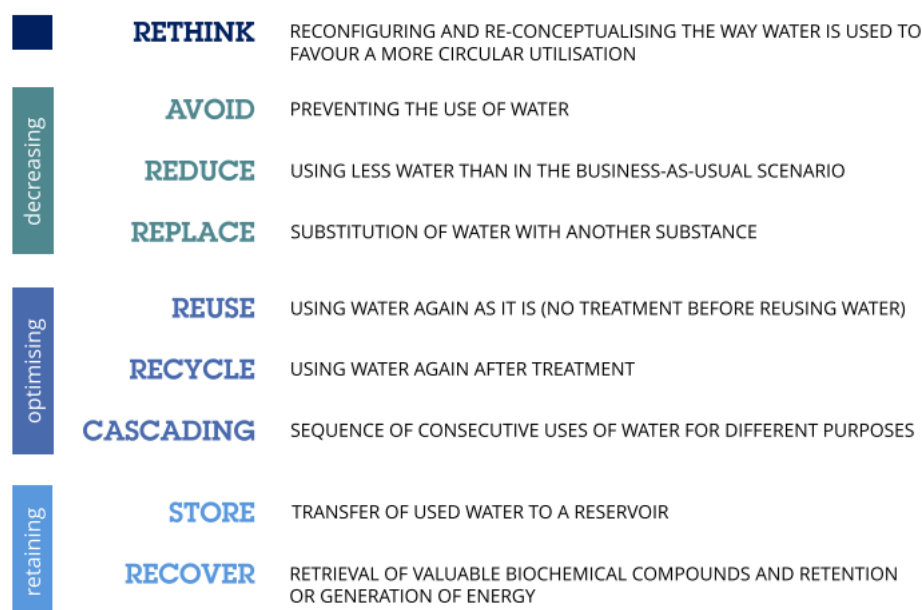 RETHINK RECONFIGURING AND RE-CONCEPTUALISING THE WAY WATER IS USED TO
FAVOUR A MORE CIRCULAR UTILISATION
decreasing
AVOID PREVENTING THE USE OF WATER
REDUCE USING LESS WATER THAN IN THE BUSINESS-AS-USUAL SCENARIO
REPLACE SUBSTITUTION OF WATER WITH ANOTHER SUBSTANCE
optimising
REUSE USING WATER AGAIN AS IT IS (NO TREATMENT BEFORE REUSING WATER)
RECYCLE USING WATER AGAIN AFTER TREATMENT
CASCADING SEQUENCE OF CONSECUTIVE USES OF WATER FOR DIFFERENT PURPOSES
retaining
STORE TRANSFER OF USED WATER TO A RESERVOIR
RECOVER RETRIEVAL OF VALUABLE BIOCHEMICAL COMPOUNDS AND RETENTION
OR GENERATION OF ENERGY